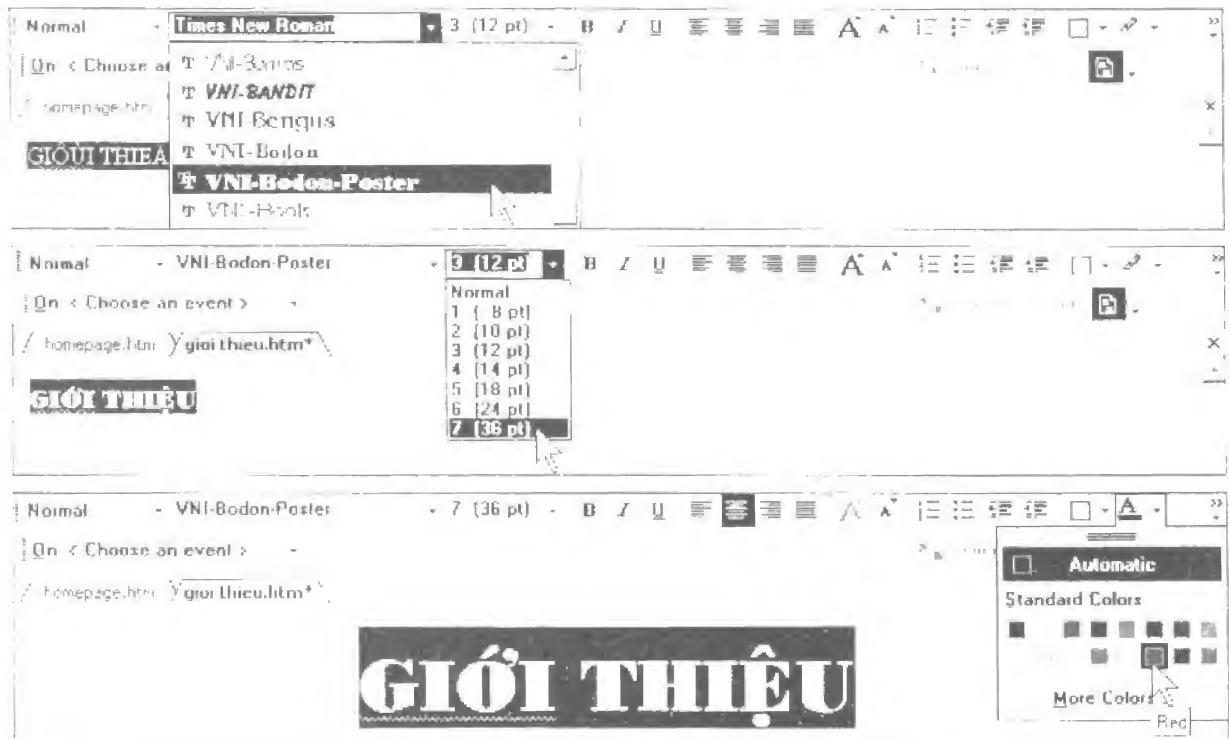 Normal Times New Roman 3 (12 pt) B I U A A
On < Choose an
VNI-BANDIT
homepage.htm
VNI-Bengus
GIÔÙI THIEÄ
VNI-Bodon
VNI-Bodon-Poster
Normal VNI-Bodon-Poster 3 (12 pt) B I U A A
On < Choose an event >
homepage.htm gioi thieu.htm*
GIỚI THIỆU
Normal
1 ( 8 pt)
2 (10 pt)
3 (12 pt)
4 (14 pt)
5 (18 pt)
6 (24 pt)
7 (36 pt)
Normal VNI-Bodon-Poster 7 (36 pt) B I U A A A
On < Choose an event >
homepage.htm gioi thieu.htm*
GIỚI THIỆU
Automatic
Standard Colors
More Colors
Red